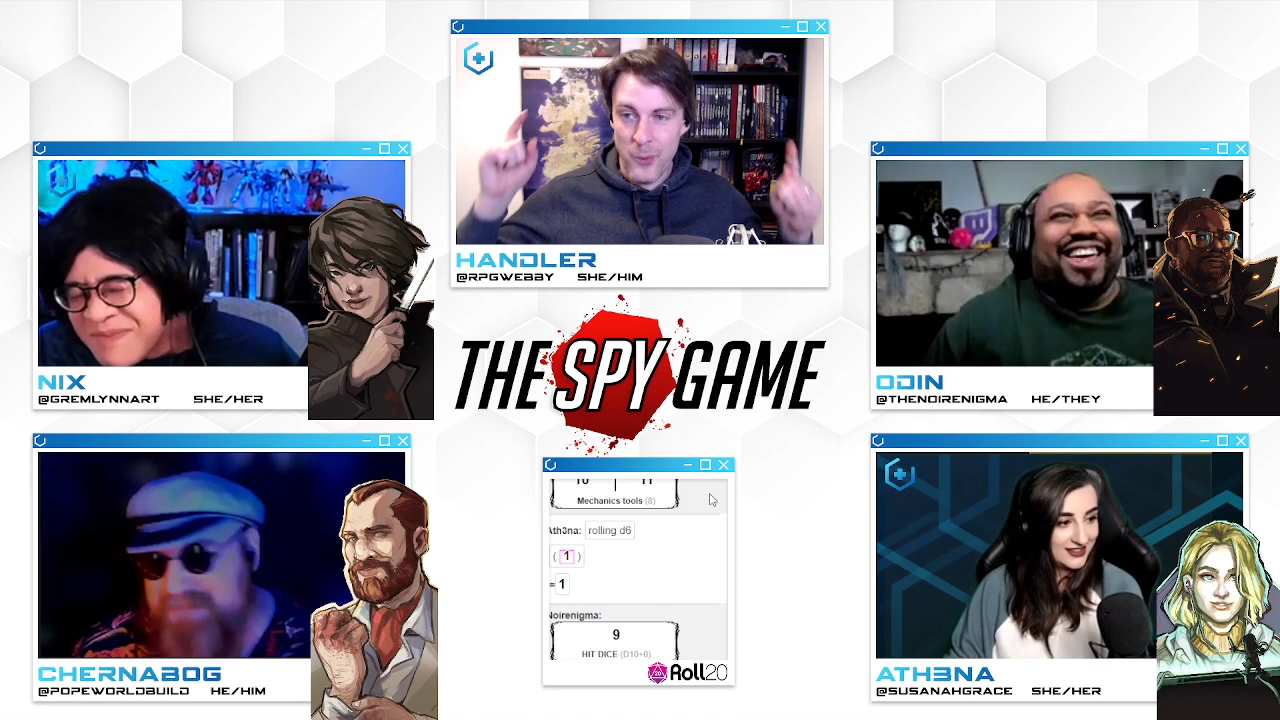 HANDLER
@RPGWEBBY SHE/HIM
NIX
@GREMLYNNART SHE/HER
THE SPY GAME
ODIN
@THENOIRENIGMA HE/THEY
CHERNABOG
@POPEWORLDBUILD HE/HIM
10 | 11
Mechanics tools (8)
Ath3na: rolling d6
( 1 )
= 1
Noirenigma:
9
HIT DICE (D10+0)
Roll20
ATH3NA
@SUSANAHGRACE SHE/HER